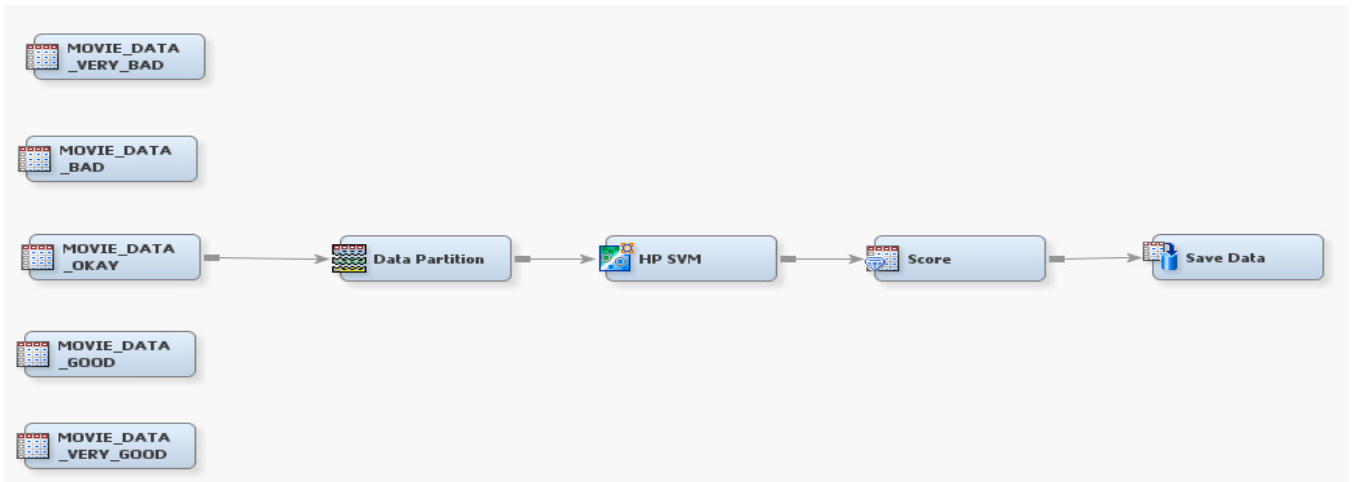 MOVIE_DATA
_VERY_BAD
MOVIE_DATA
_BAD
MOVIE_DATA
_OKAY
Data Partition
HP SVM
Score
Save Data
MOVIE_DATA
_GOOD
MOVIE_DATA
_VERY_GOOD